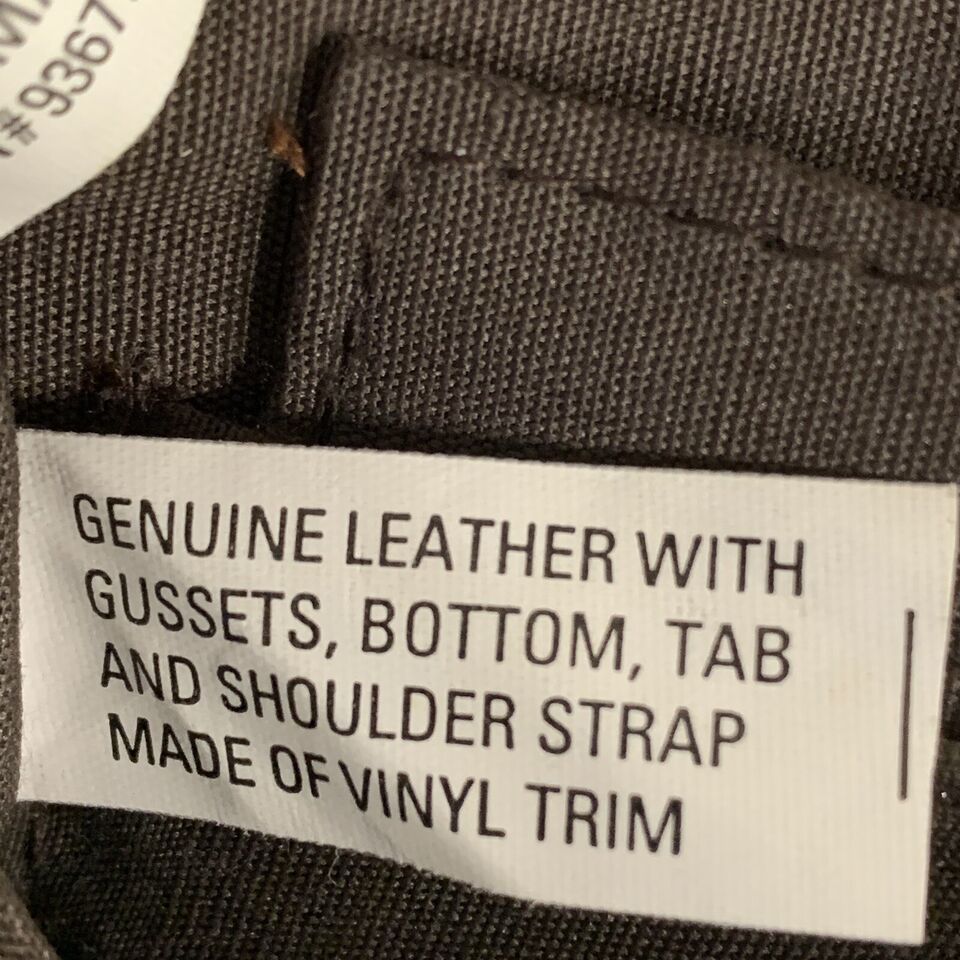 #9367
GENUINE LEATHER WITH
GUSSETS, BOTTOM, TAB
AND SHOULDER STRAP
MADE OF VINYL TRIM